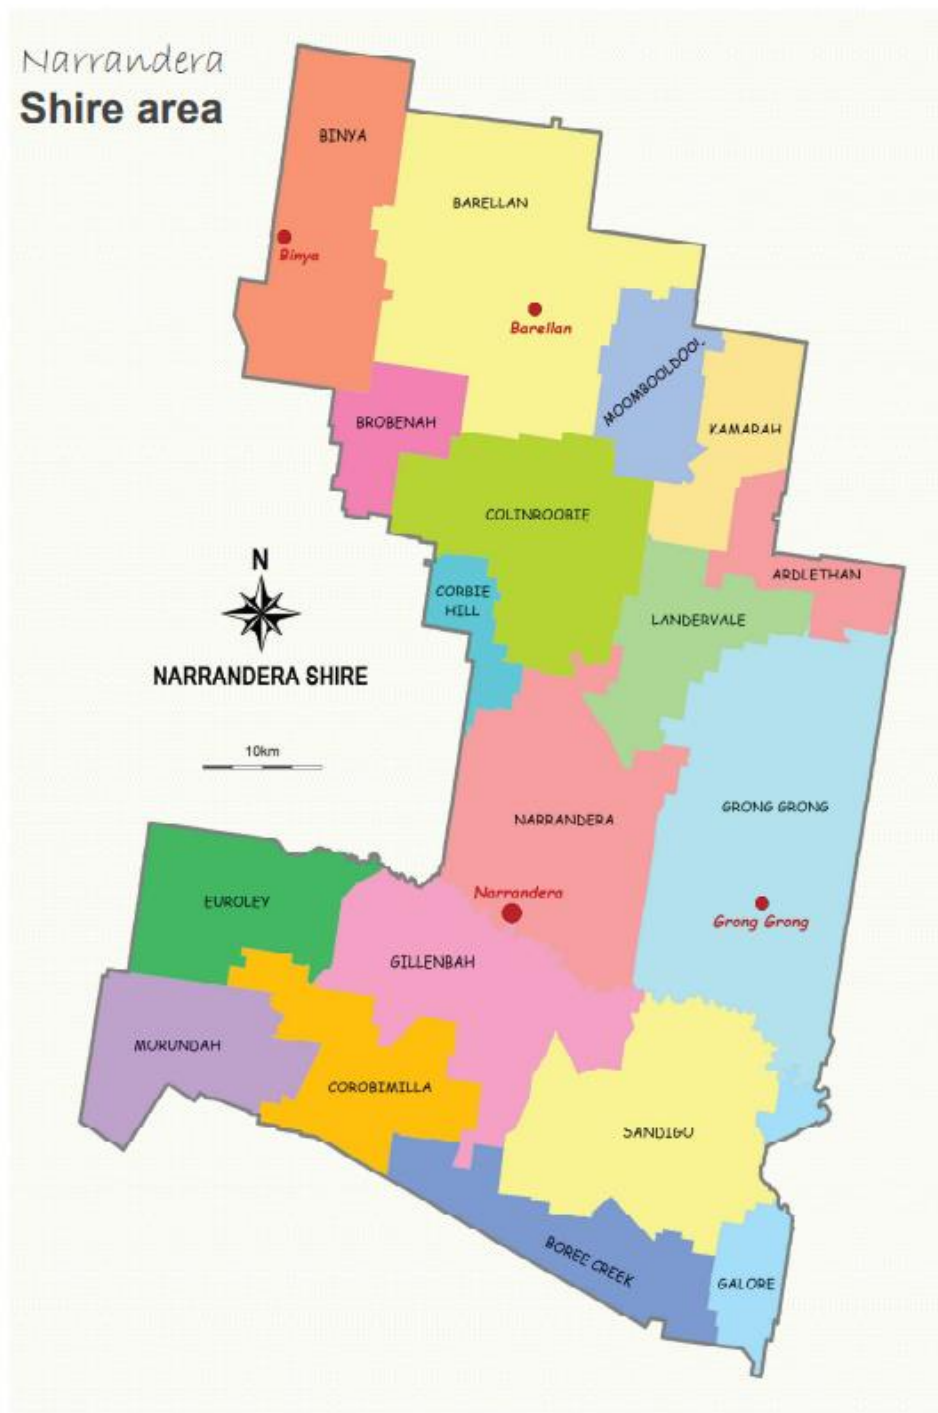 Narrandera
Shire area
BINYA
BARELLAN
Binya
Barellan
MOOMBOOLDOOL
BROBENAH
KAMARAH
COLINROOBIE
N
CORBIE
HILL
ARDLETHAN
LANDERVALE
NARRANDERA SHIRE
10km
NARRANDERA
GRONG GRONG
EUROLEY
Narrandera
Grong Grong
GILLENBAH
MURUNDAH
COROBIMILLA
SANDIGO
BOREE CREEK
GALORE